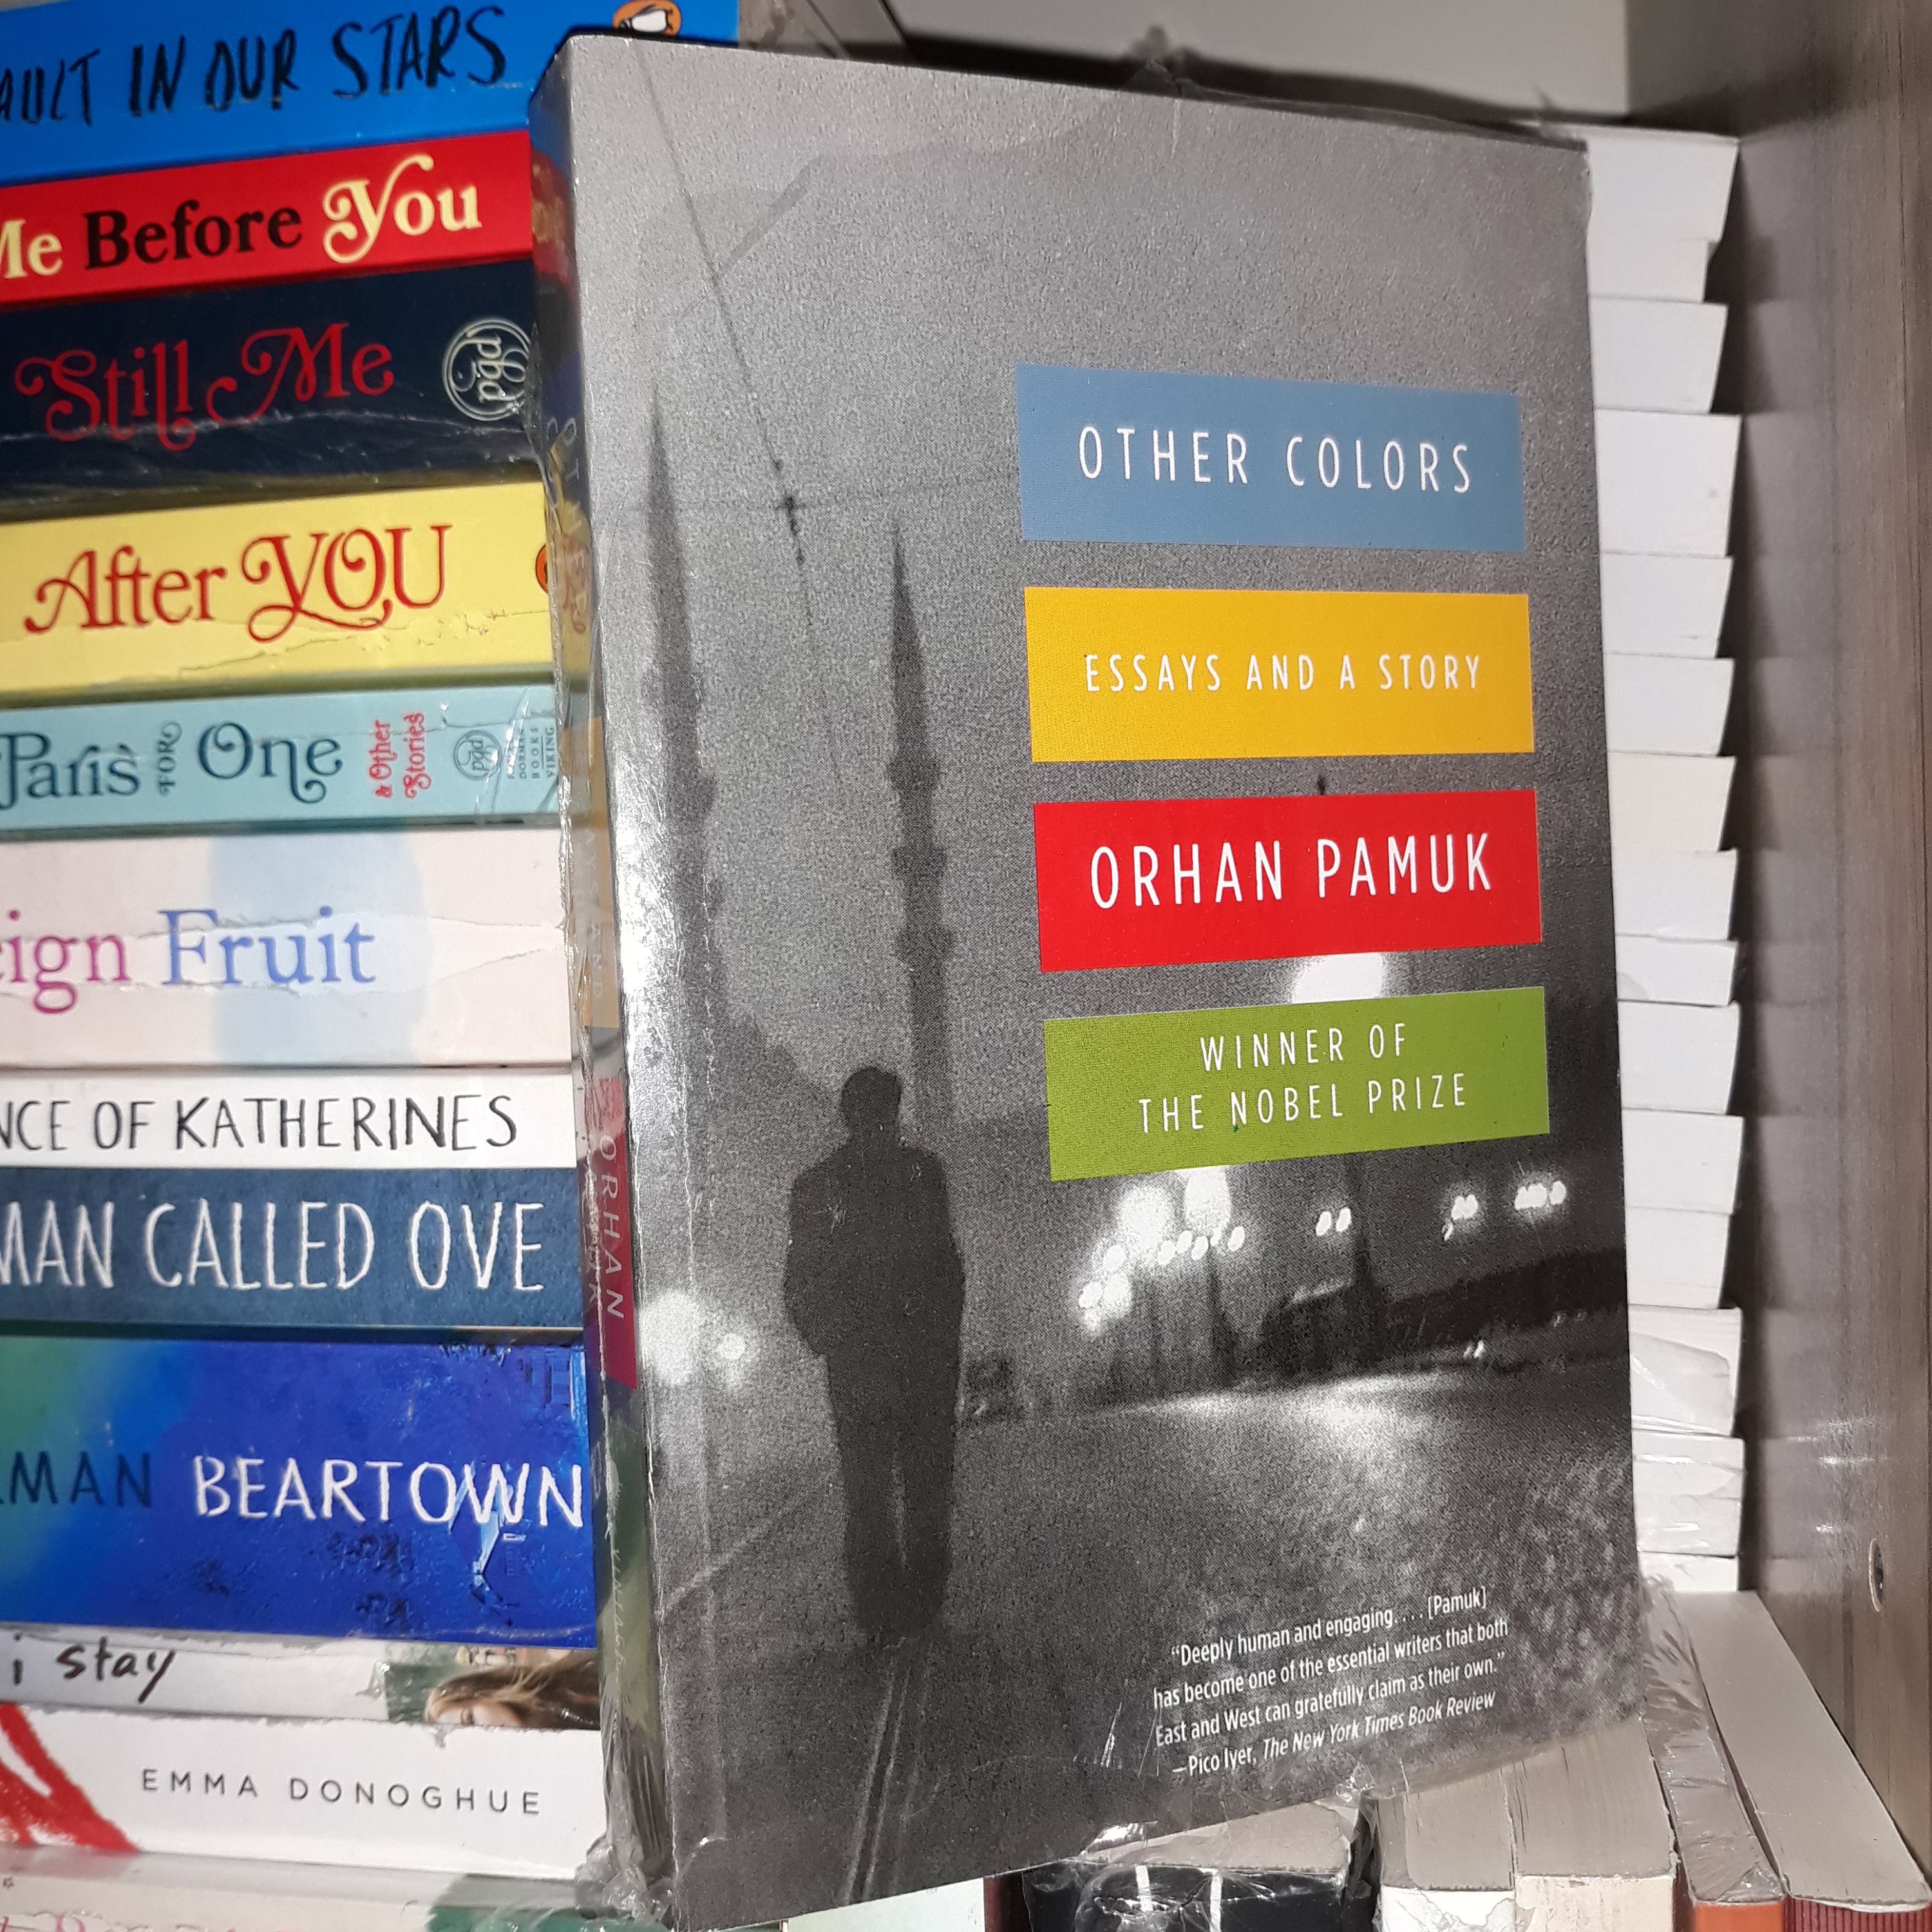 AULT IN OUR STARS
Me Before You
Still Me
After YOU
Paris FOR One & Other Stories
eign Fruit
NCE OF KATHERINES
MAN CALLED OVE
MAN BEARTOWN
i stay
EMMA DONOGHUE
ORHAN
OTHER COLORS
ESSAYS AND A STORY
ORHAN PAMUK
WINNER OF
THE NOBEL PRIZE
“Deeply human and engaging. . . . [Pamuk]
has become one of the essential writers that both
East and West can gratefully claim as their own.”
—Pico Iyer, The New York Times Book Review